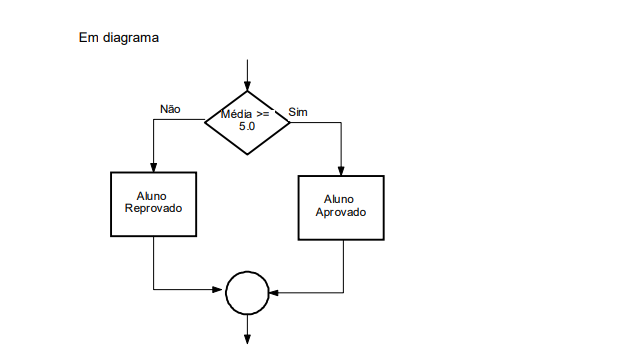 Em diagrama
Não
Média >=
5.0
Sim
Aluno
Reprovado
Aluno
Aprovado